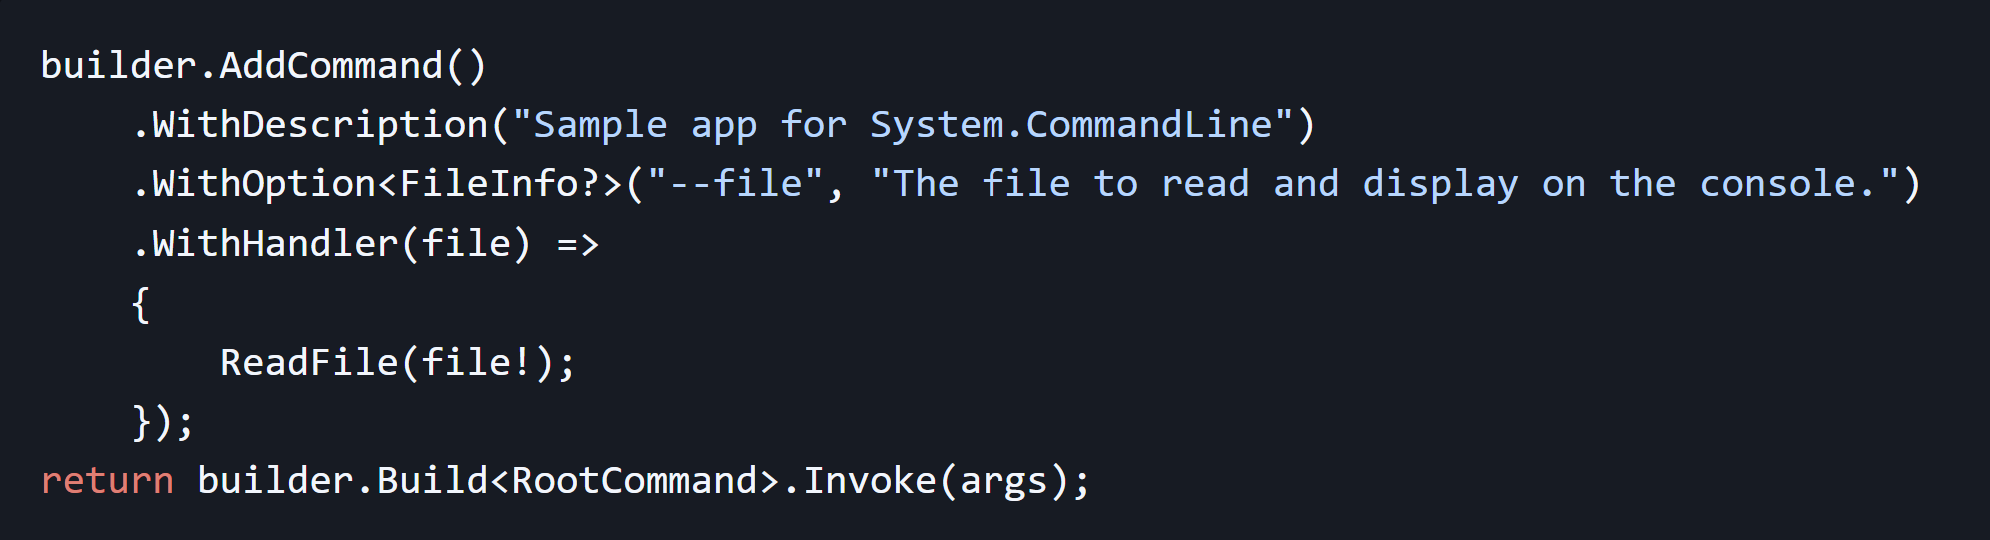 builder.AddCommand()
    .WithDescription("Sample app for System.CommandLine")
    .WithOption<FileInfo?>("--file", "The file to read and display on the console.")
    .WithHandler(file) =>
    {
        ReadFile(file!);
    });
return builder.Build<RootCommand>.Invoke(args);